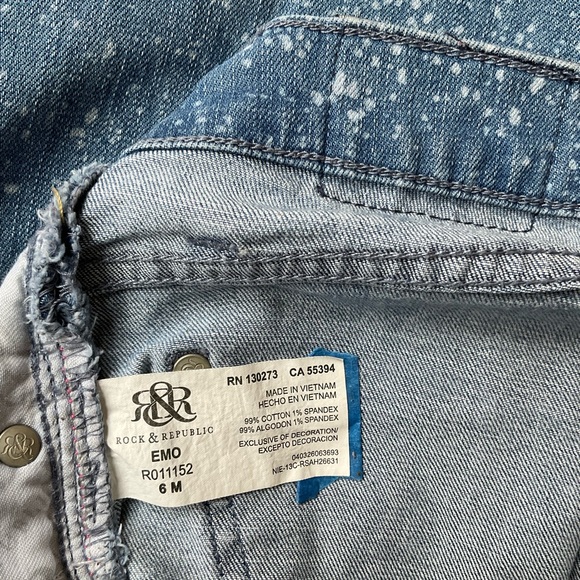 R&R
ROCK & REPUBLIC
EMO
R011152
6 M
RN 130273 CA 55394
MADE IN VIETNAM
HECHO EN VIETNAM
99% COTTON 1% SPANDEX
99% ALGODON 1% SPANDEX
EXCLUSIVE OF DECORATION/
EXCEPTO DECORACION
040326063693
NIE-13C-RSAH26631